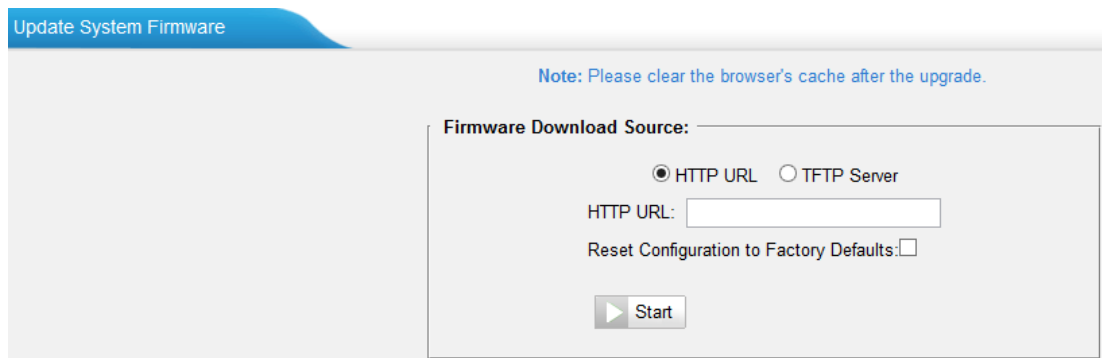 Update System Firmware
Note: Please clear the browser's cache after the upgrade.
Firmware Download Source:
HTTP URL TFTP Server
HTTP URL:
Reset Configuration to Factory Defaults:
Start